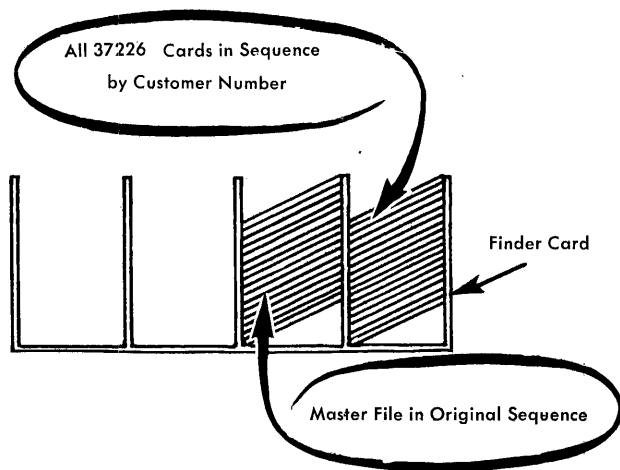 All 37226 Cards in Sequence
by Customer Number
Finder Card
Master File in Original Sequence